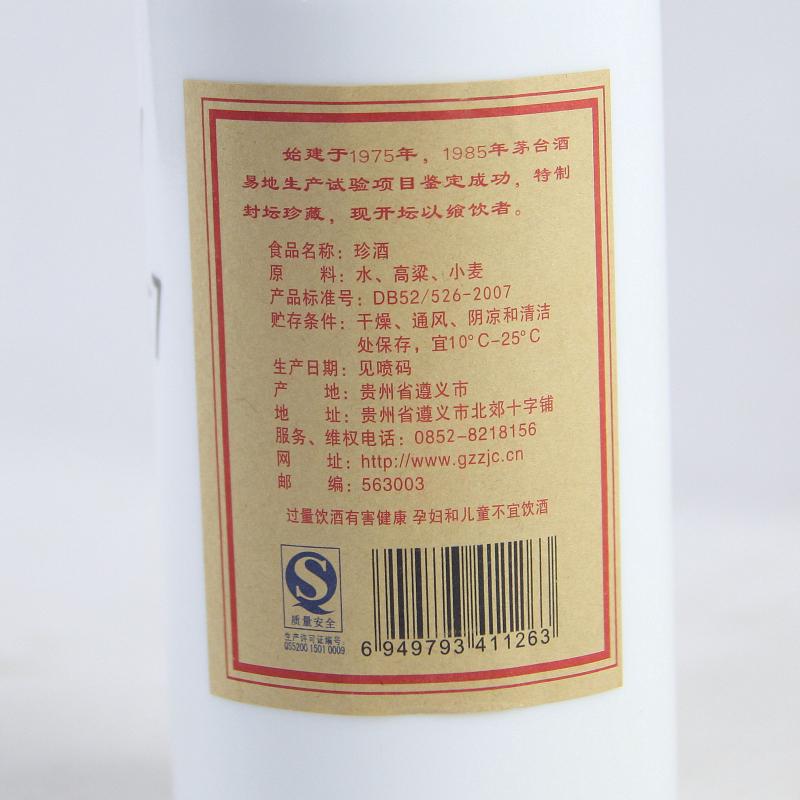 始建于1975年，1985年茅台酒
易地生产试验项目鉴定成功，特制
封坛珍藏，现开坛以飨饮者。
食品名称：珍酒
原 料：水、高粱、小麦
产品标准号：DB52/526-2007
贮存条件：干燥、通风、阴凉和清洁
处保存，宜10°C-25°C
生产日期：见喷码
产 地：贵州省遵义市
地 址：贵州省遵义市北郊十字铺
服务、维权电话：0852-8218156
网 址：http://www.gzzjc.cn
邮 编：563003
过量饮酒有害健康 孕妇和儿童不宜饮酒
质量安全
生产许可证编号：
QS5200 1501 0009
6 949793 411263